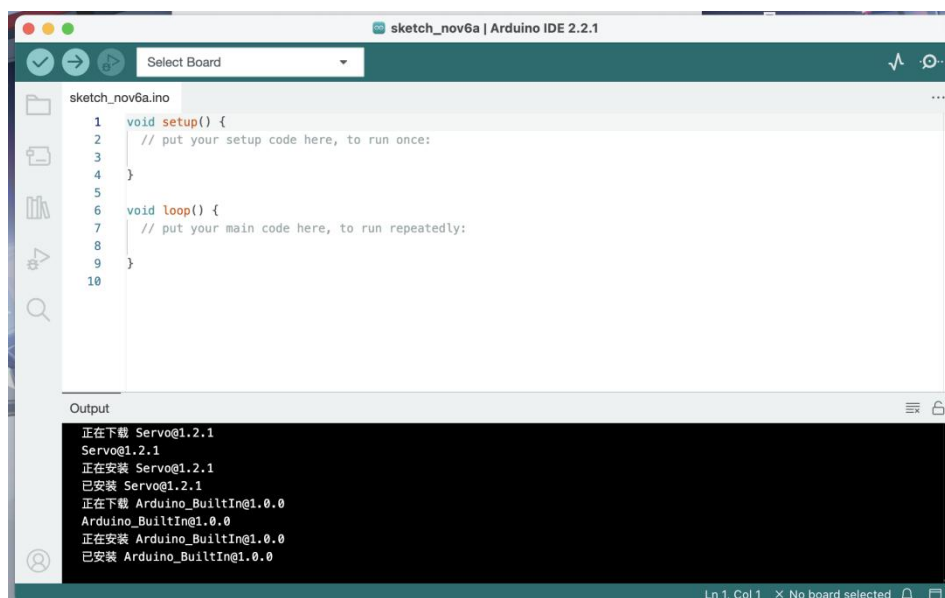 sketch_nov6a | Arduino IDE 2.2.1
Select Board
sketch_nov6a.ino
1 void setup() {
2 // put your setup code here, to run once:
3
4 }
5
6 void loop() {
7 // put your main code here, to run repeatedly:
8
9 }
10
Output
正在下载 Servo@1.2.1
Servo@1.2.1
正在安装 Servo@1.2.1
已安装 Servo@1.2.1
正在下载 Arduino_BuiltIn@1.0.0
Arduino_BuiltIn@1.0.0
正在安装 Arduino_BuiltIn@1.0.0
已安装 Arduino_BuiltIn@1.0.0
Ln 1, Col 1 × No board selected